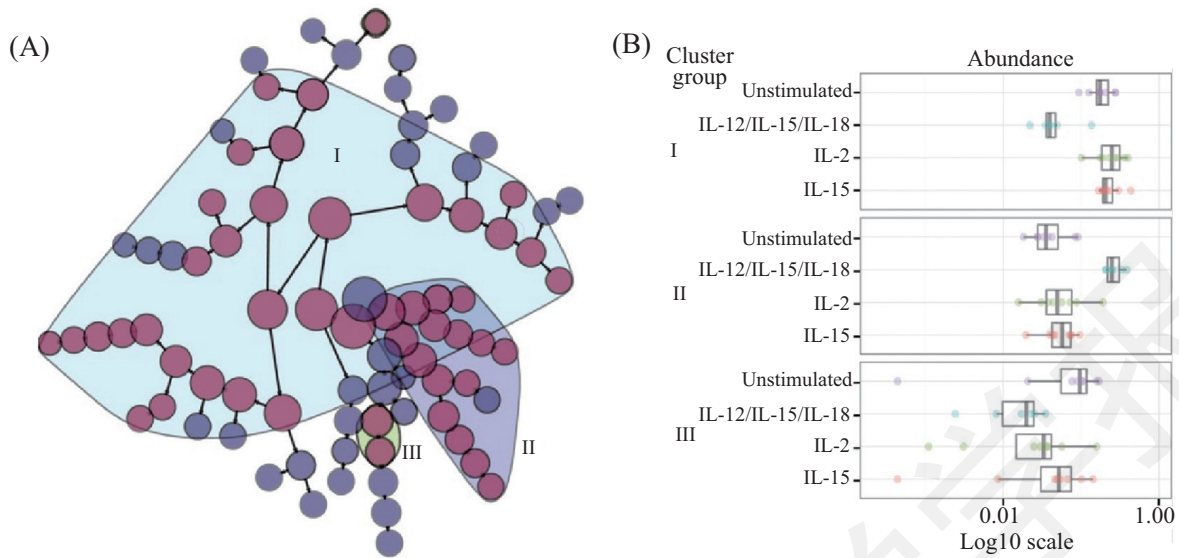 (A)
I
II
III
(B)
Cluster
group
Abundance
I
Unstimulated
IL-12/IL-15/IL-18
IL-2
IL-15
II
Unstimulated
IL-12/IL-15/IL-18
IL-2
IL-15
III
Unstimulated
IL-12/IL-15/IL-18
IL-2
IL-15
0.01
1.00
Log10 scale
学报